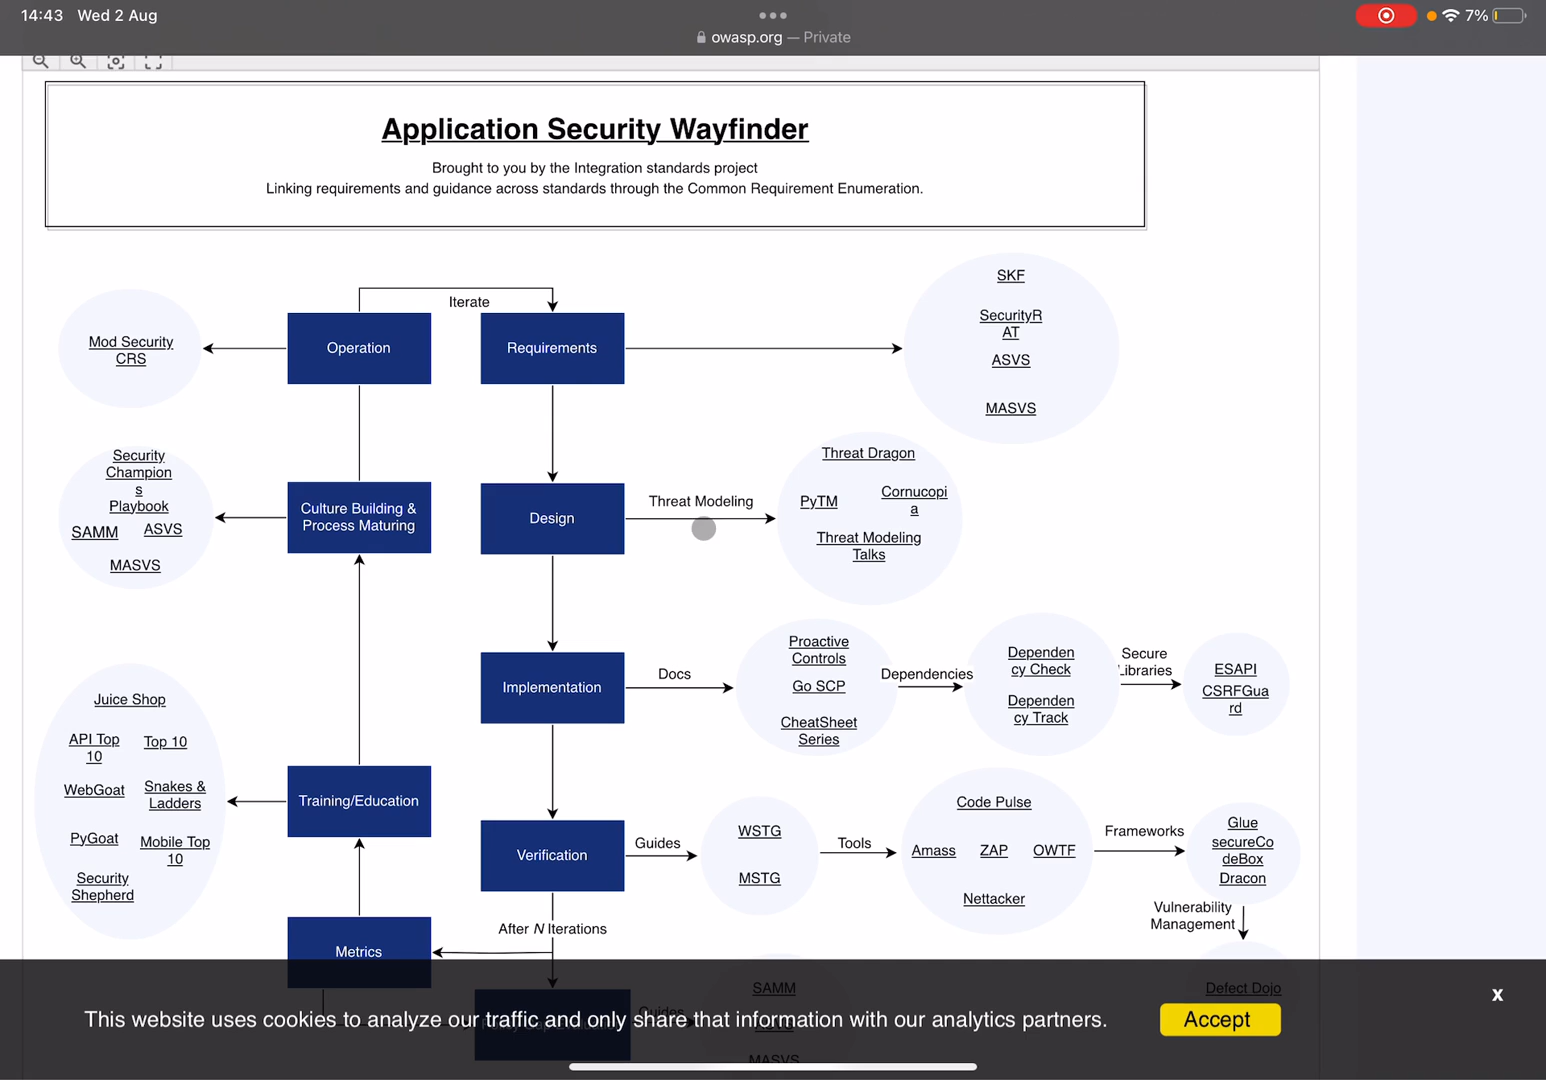 14:43 Wed 2 Aug
7%
owasp.org — Private
Application Security Wayfinder
Brought to you by the Integration standards project
Linking requirements and guidance across standards through the Common Requirement Enumeration.
Iterate
Operation
Requirements
Mod Security
CRS
SKF
SecurityR
AT
ASVS
MASVS
Security
Champion
s
Playbook
SAMM
ASVS
MASVS
Culture Building &
Process Maturing
Design
Threat Modeling
Threat Dragon
PyTM
Cornucopi
a
Threat Modeling
Talks
Implementation
Docs
Proactive
Controls
Go SCP
CheatSheet
Series
Dependencies
Dependen
cy Check
Dependen
cy Track
Secure
Libraries
ESAPI
CSRFGua
rd
Juice Shop
API Top
10
Top 10
WebGoat
Snakes &
Ladders
PyGoat
Mobile Top
10
Security
Shepherd
Training/Education
Verification
Guides
WSTG
MSTG
Tools
Code Pulse
Amass
ZAP
OWTF
Nettacker
Frameworks
Glue
secureCo
deBox
Dracon
Vulnerability
Management
After N Iterations
Metrics
SAMM
Defect Dojo
Guides
MASVS
This website uses cookies to analyze our traffic and only share that information with our analytics partners.
Accept
x